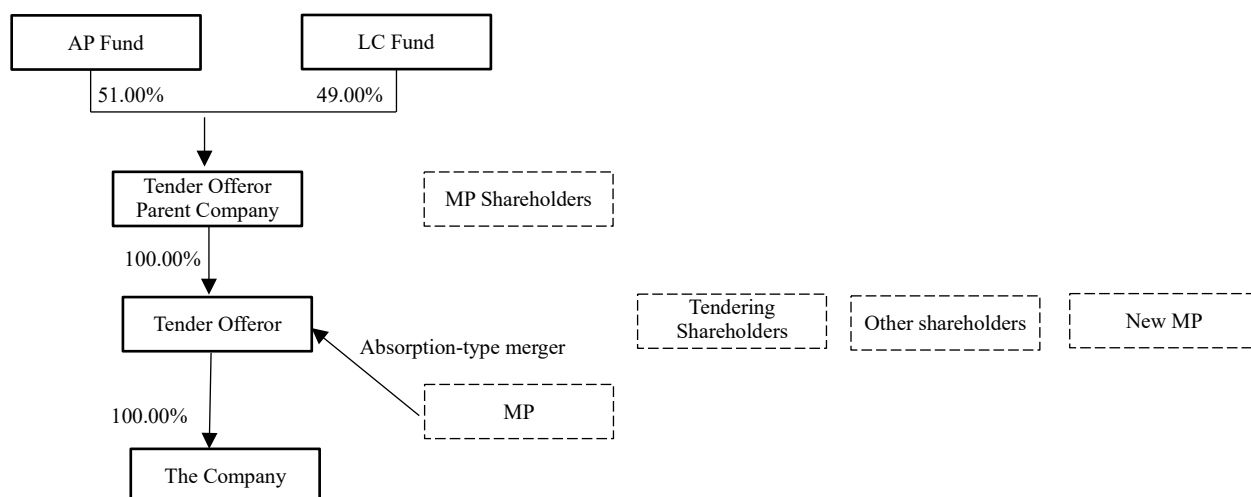 AP Fund
LC Fund
51.00%
49.00%
Tender Offeror
Parent Company
MP Shareholders
100.00%
Tender Offeror
Tendering
Shareholders
Other shareholders
New MP
Absorption-type merger
MP
100.00%
The Company